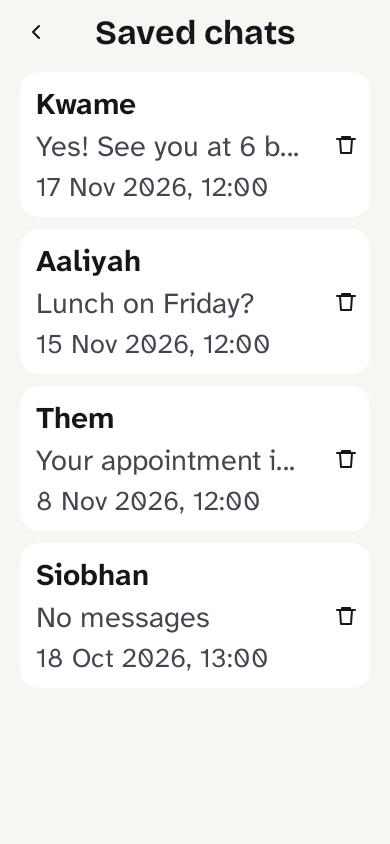 Saved chats
Kwame
Yes! See you at 6 b...
17 Nov 2026, 12:00
Aaliyah
Lunch on Friday?
15 Nov 2026, 12:00
Them
Your appointment i...
8 Nov 2026, 12:00
Siobhan
No messages
18 Oct 2026, 13:00